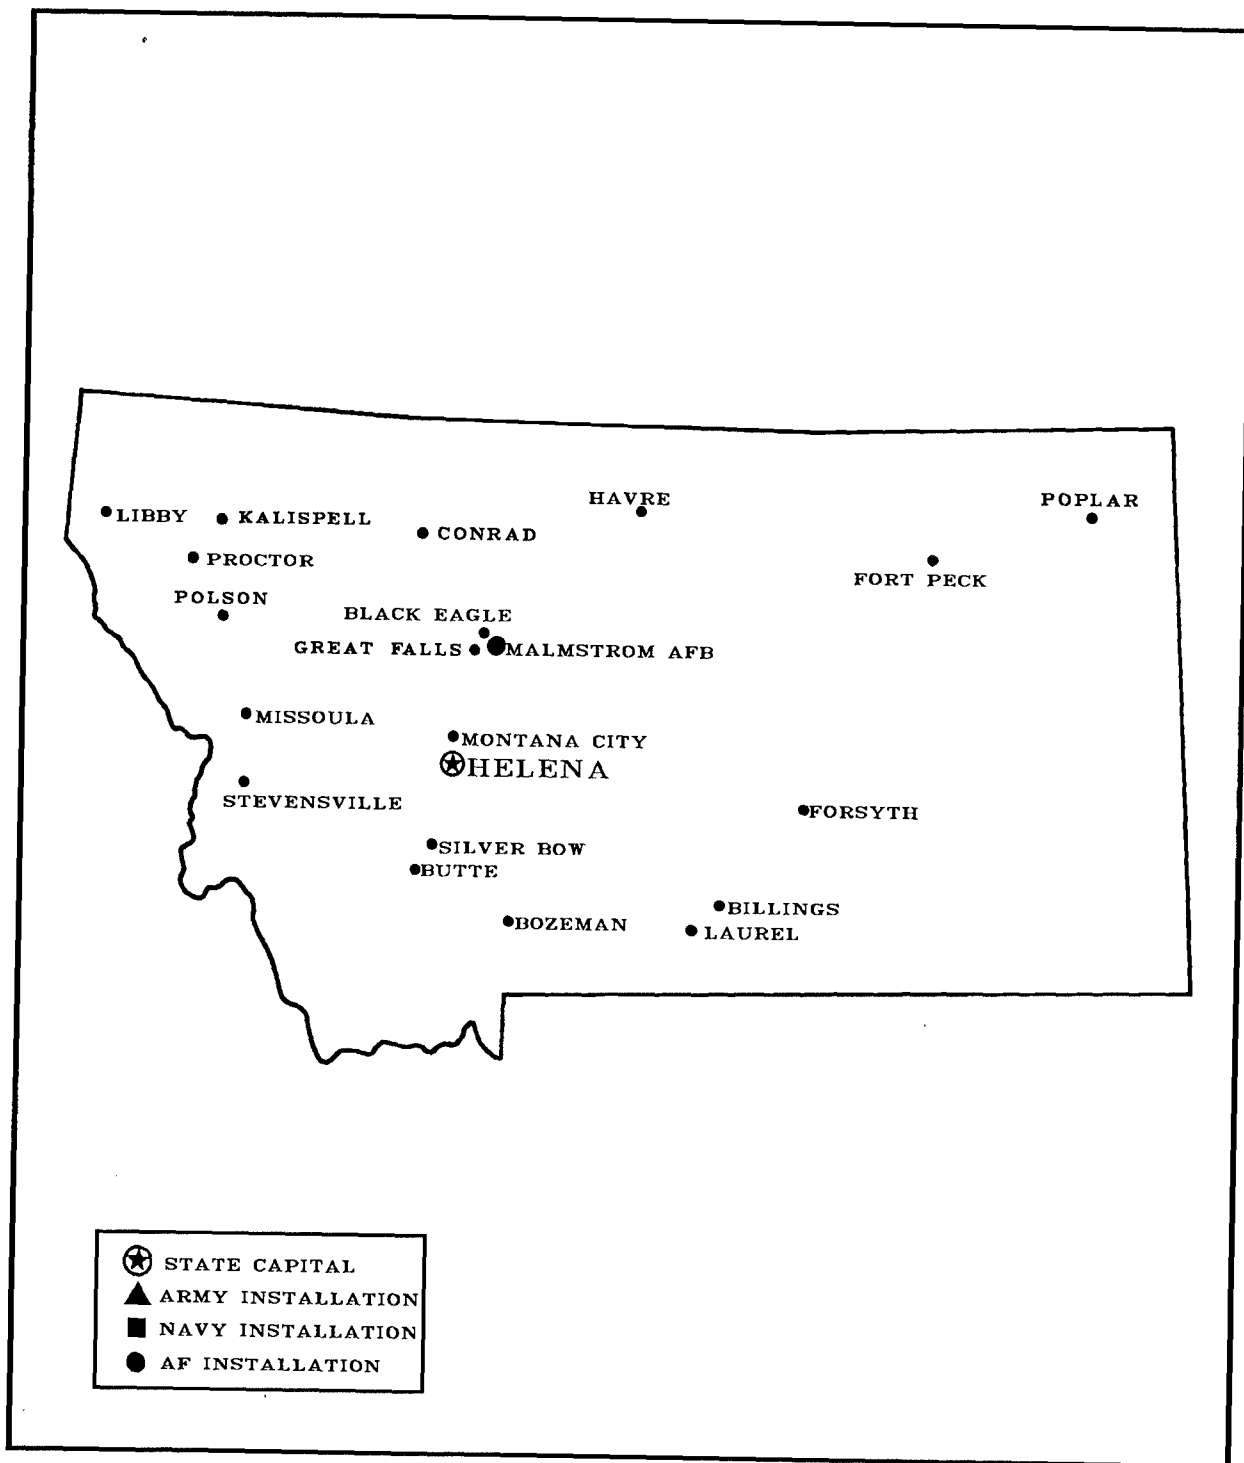 HAVRE
POPLAR
LIBBY
KALISPELL
CONRAD
PROCTOR
FORT PECK
POLSON
BLACK EAGLE
GREAT FALLS
MALMSTROM AFB
MISSOULA
MONTANA CITY
HELENA
STEVENSVILLE
FORSYTH
SILVER BOW
BUTTE
BILLINGS
BOZEMAN
LAUREL
STATE CAPITAL
ARMY INSTALLATION
NAVY INSTALLATION
AF INSTALLATION